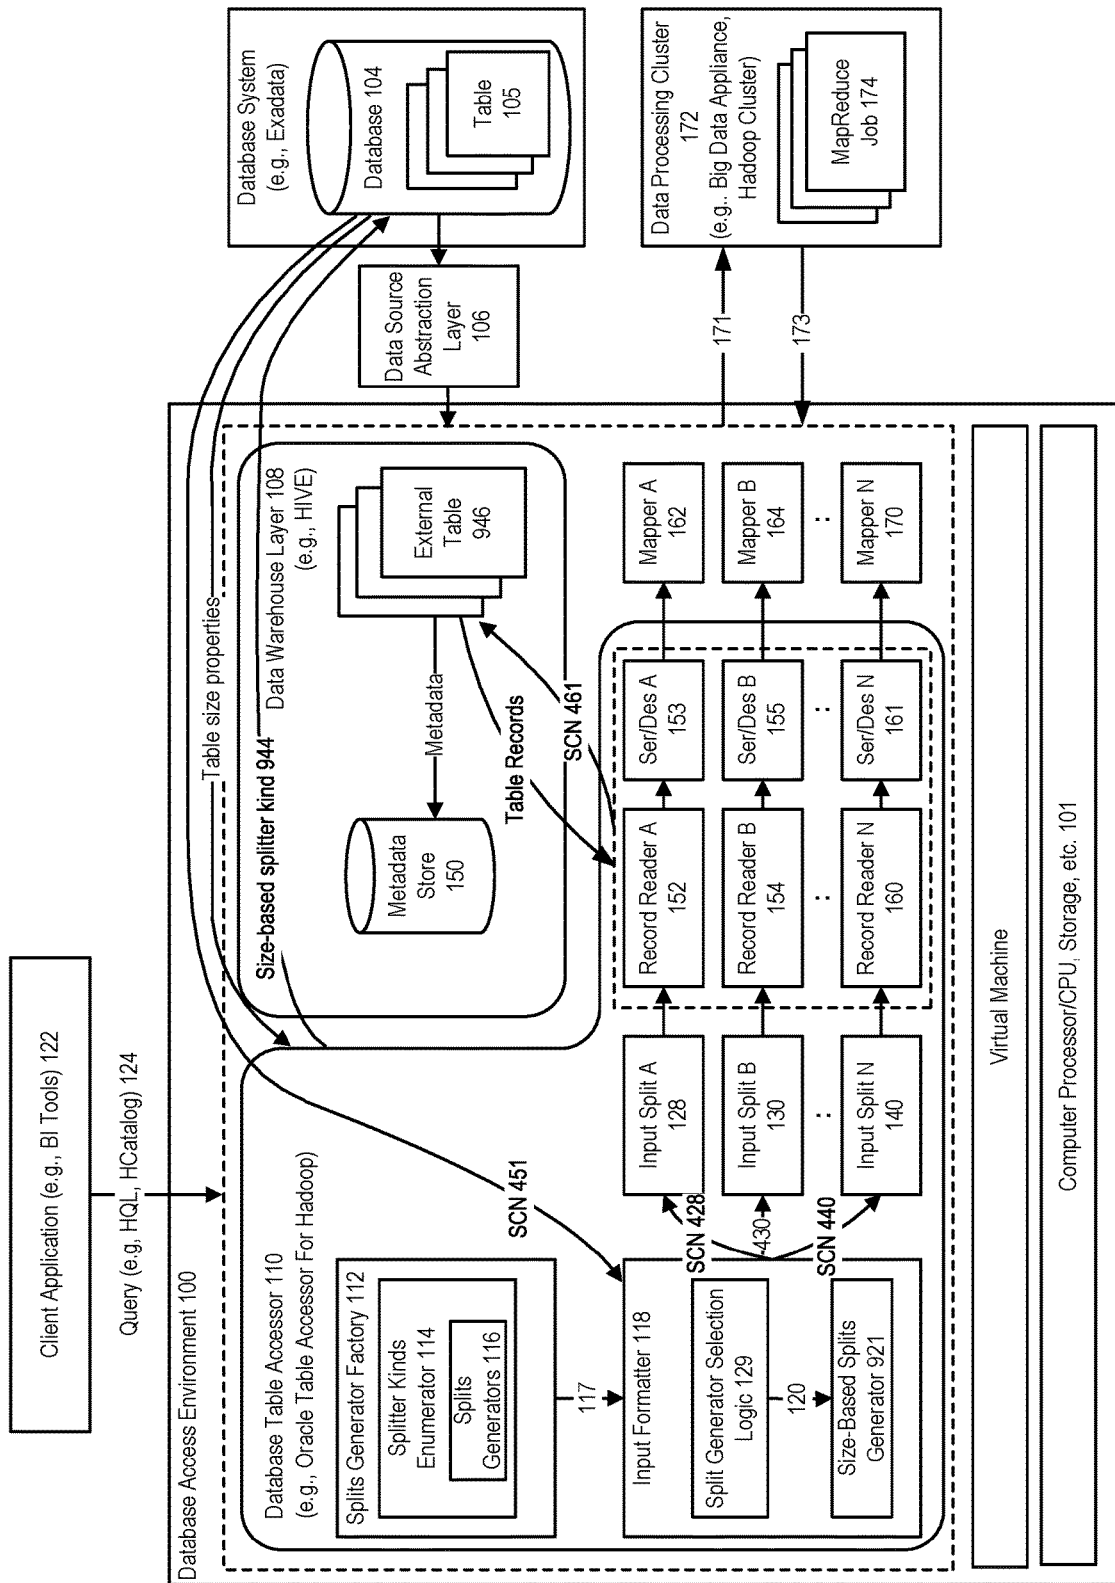 Client Application (e.g., BI Tools) 122
Query (e.g, HQL, HCatalog) 124
Database Access Environment 100
Database Table Accessor 110
(e.g., Oracle Table Accessor For Hadoop)
Splits Generator Factory 112
Splitter Kinds
Enumerator 114
Splits
Generators 116
117
Input Formatter 118
Split Generator Selection
Logic 129
120
Size-Based Splits
Generator 921
SCN 451
SCN 428
430
SCN 440
Input Split A
128
Input Split B
130
:
Input Split N
140
Table size properties
Size-based splitter kind 944
Data Warehouse Layer 108
(e.g., HIVE)
Metadata
Store
150
Metadata
External
Table
946
Table Records
SCN 461
Record Reader A
152
Record Reader B
154
:
Record Reader N
160
Ser/Des A
153
Ser/Des B
155
:
Ser/Des N
161
Mapper A
162
Mapper B
164
:
Mapper N
170
Data Source
Abstraction
Layer
106
Database System
(e.g., Exadata)
Database 104
Table
105
171
173
Data Processing Cluster
172
(e.g.. Big Data Appliance,
Hadoop Cluster)
MapReduce
Job 174
Virtual Machine
Computer Processor/CPU, Storage, etc. 101